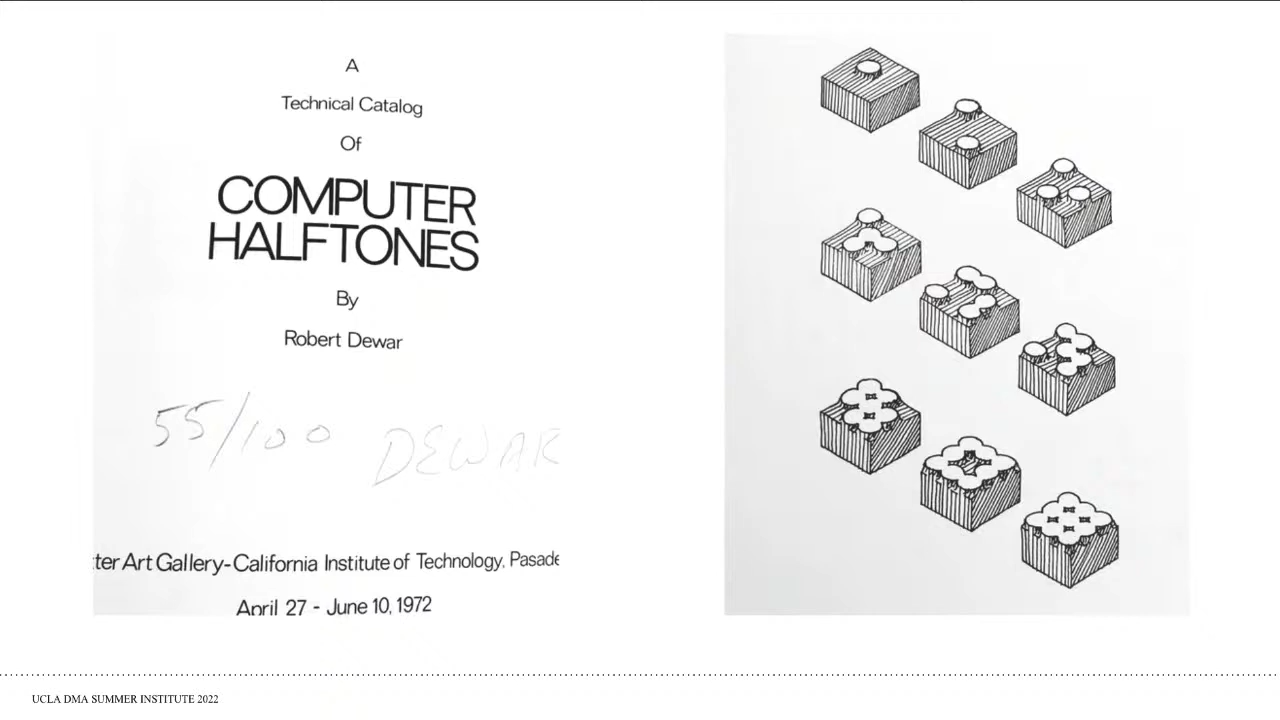 A
Technical Catalog
Of
COMPUTER
HALFTONES
By
Robert Dewar
55/100 DEWAR
ter Art Gallery-California Institute of Technology, Pasade
April 27 - June 10, 1972
UCLA DMA SUMMER INSTITUTE 2022